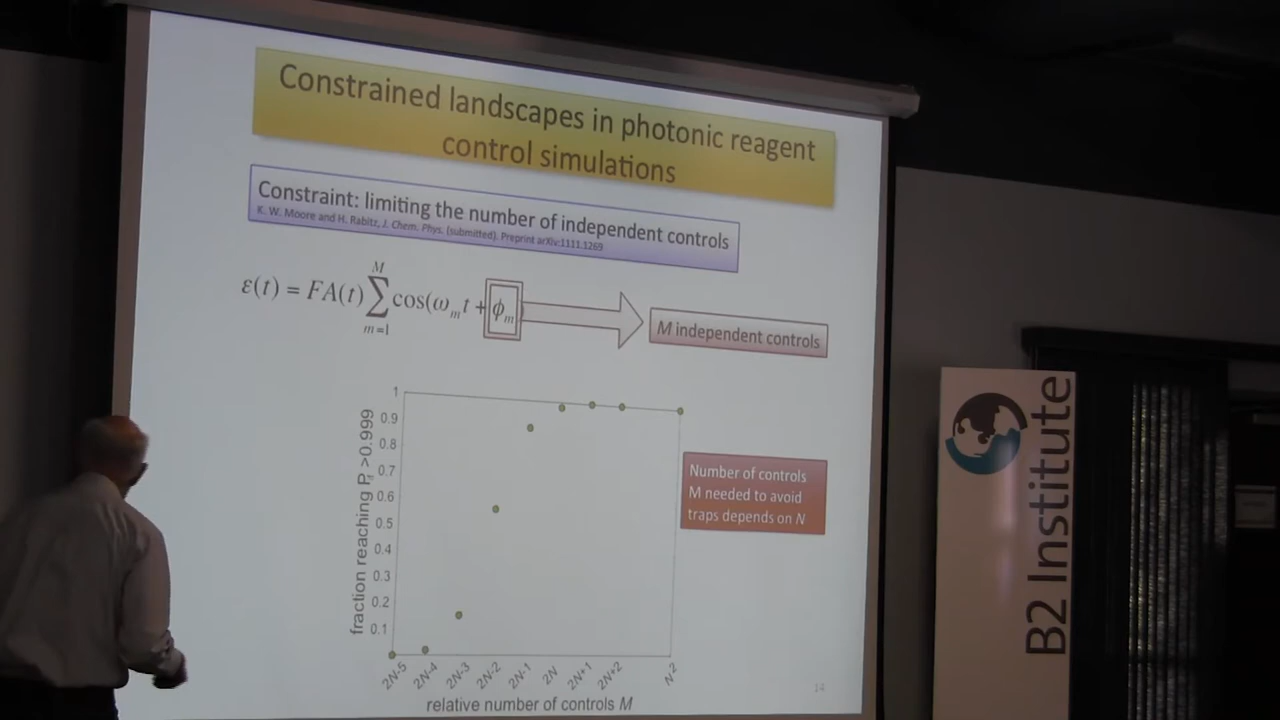 Constrained landscapes in photonic reagent
control simulations
Constraint: limiting the number of independent controls
K. W. Moore and H. Rabitz, J. Chem. Phys. (submitted). Preprint arXiv:1111.1269
ε(t) = FA(t) ∑ cos(ω_m t + φ_m
M
m=1
M independent controls
fraction reaching P >0.999
1
0.9
0.8
0.7
0.6
0.5
0.4
0.3
0.2
0.1
2N-5
2N-4
2N-3
2N-2
2N-1
2N
2N+1
2N+2
N²
relative number of controls M
Number of controls
M needed to avoid
traps depends on N
14
B2 Institute